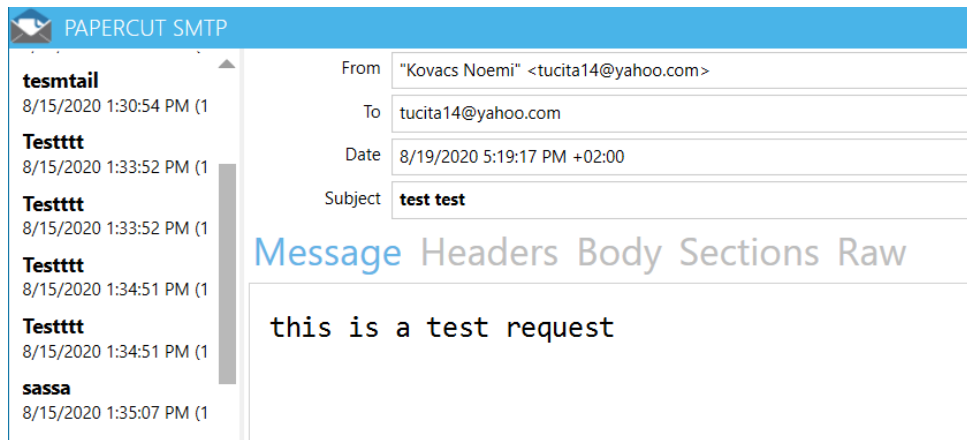 PAPERCUT SMTP
tesmtail
8/15/2020 1:30:54 PM (1
Testttt
8/15/2020 1:33:52 PM (1
Testttt
8/15/2020 1:33:52 PM (1
Testttt
8/15/2020 1:34:51 PM (1
Testttt
8/15/2020 1:34:51 PM (1
sassa
8/15/2020 1:35:07 PM (1
From "Kovacs Noemi" <tucita14@yahoo.com>
To tucita14@yahoo.com
Date 8/19/2020 5:19:17 PM +02:00
Subject test test
Message Headers Body Sections Raw
this is a test request